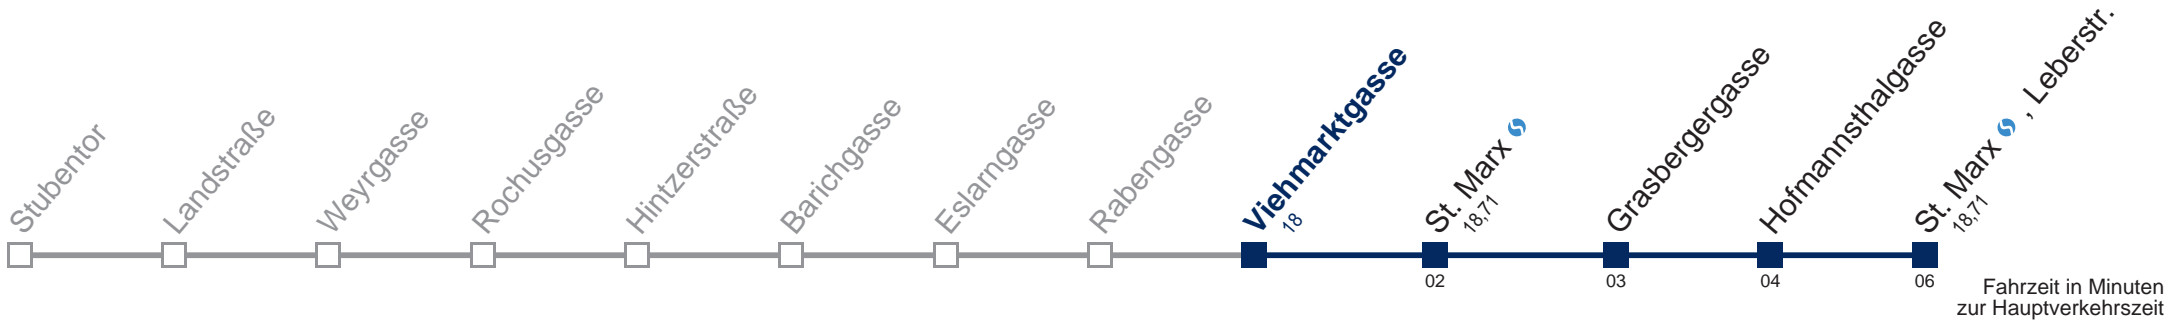 Stubentor
Landstraße
Weyrgasse
Rochusgasse
Hintzerstraße
Barichgasse
Eslarngasse
Rabengasse
Viehmarktgasse
18
St. Marx
18,71
Grasbergergasse
Hofmannsthalgasse
St. Marx , Leberstr.
18,71
02
03
04
06
Fahrzeit in Minuten
zur Hauptverkehrszeit